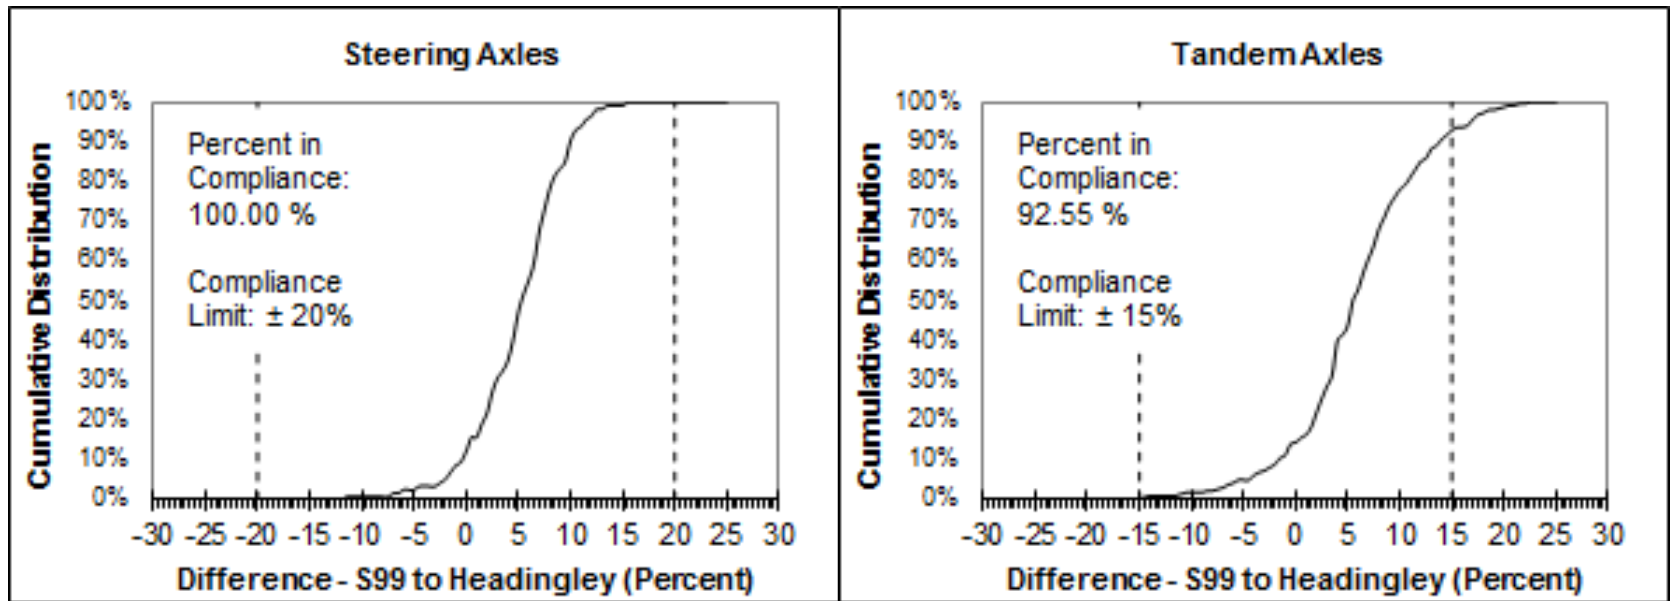 Steering Axles
100%
90%
80%
70%
60%
50%
40%
30%
20%
10%
0%
Cumulative Distribution
Percent in
Compliance:
100.00 %
Compliance
Limit: ± 20%
-30 -25 -20 -15 -10 -5 0 5 10 15 20 25 30
Difference - S99 to Headingley (Percent)
Tandem Axles
100%
90%
80%
70%
60%
50%
40%
30%
20%
10%
0%
Cumulative Distribution
Percent in
Compliance:
92.55 %
Compliance
Limit: ± 15%
-30 -25 -20 -15 -10 -5 0 5 10 15 20 25 30
Difference - S99 to Headingley (Percent)